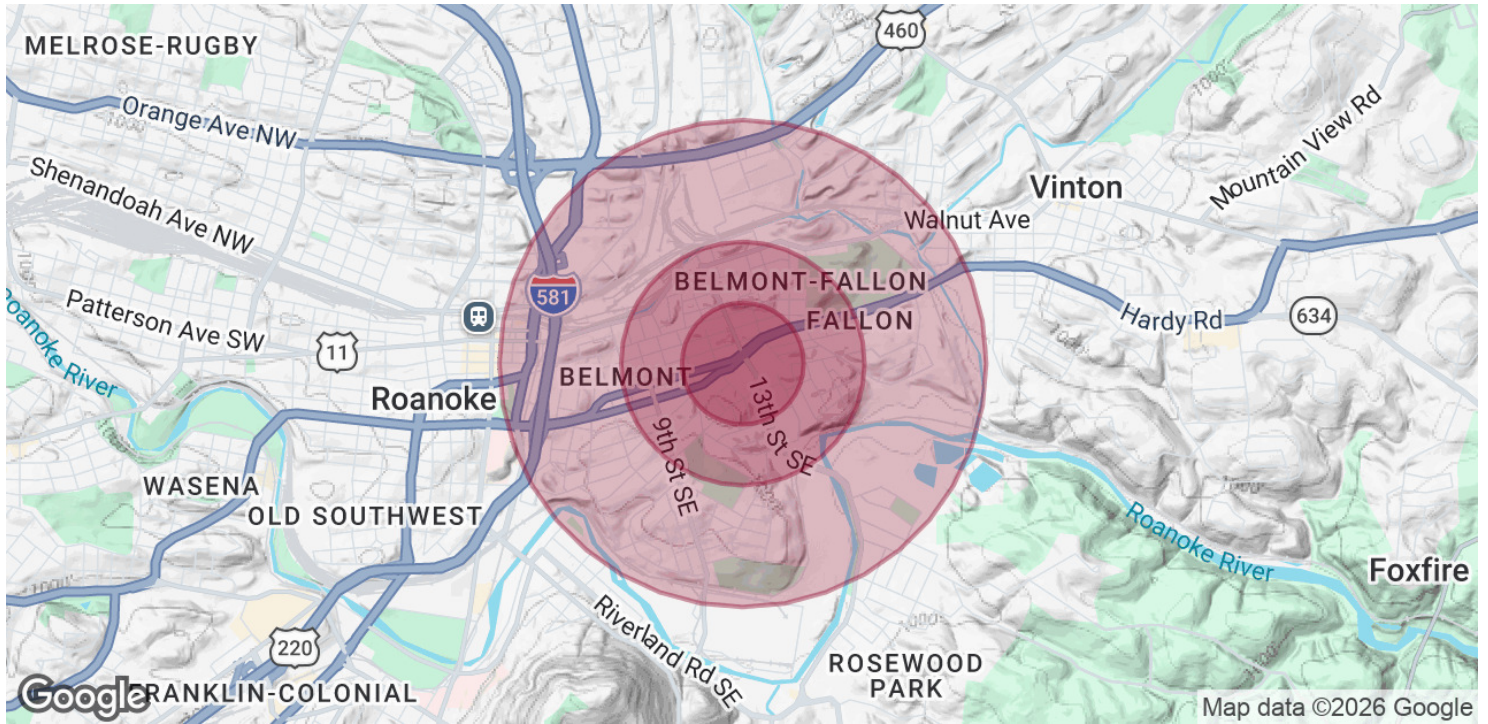 460
MELROSE-RUGBY
Orange Ave NW
1000
1000'
Mountain View Rd
Shenandoah Ave NW
Vinton
Walnut Ave
BELMONT-FALLON
581
FALLON
Hardy Rd
634
Patterson Ave SW
11
Roanoke River
BELMONT
Roanoke
13th St SE
9th St SE
WASENA
OLD SOUTHWEST
Roanoke River
Foxfire
Riverland Rd SE
220
ROSEWOOD
PARK
FRANKLIN-COLONIAL
Google
Map data ©2026 Google